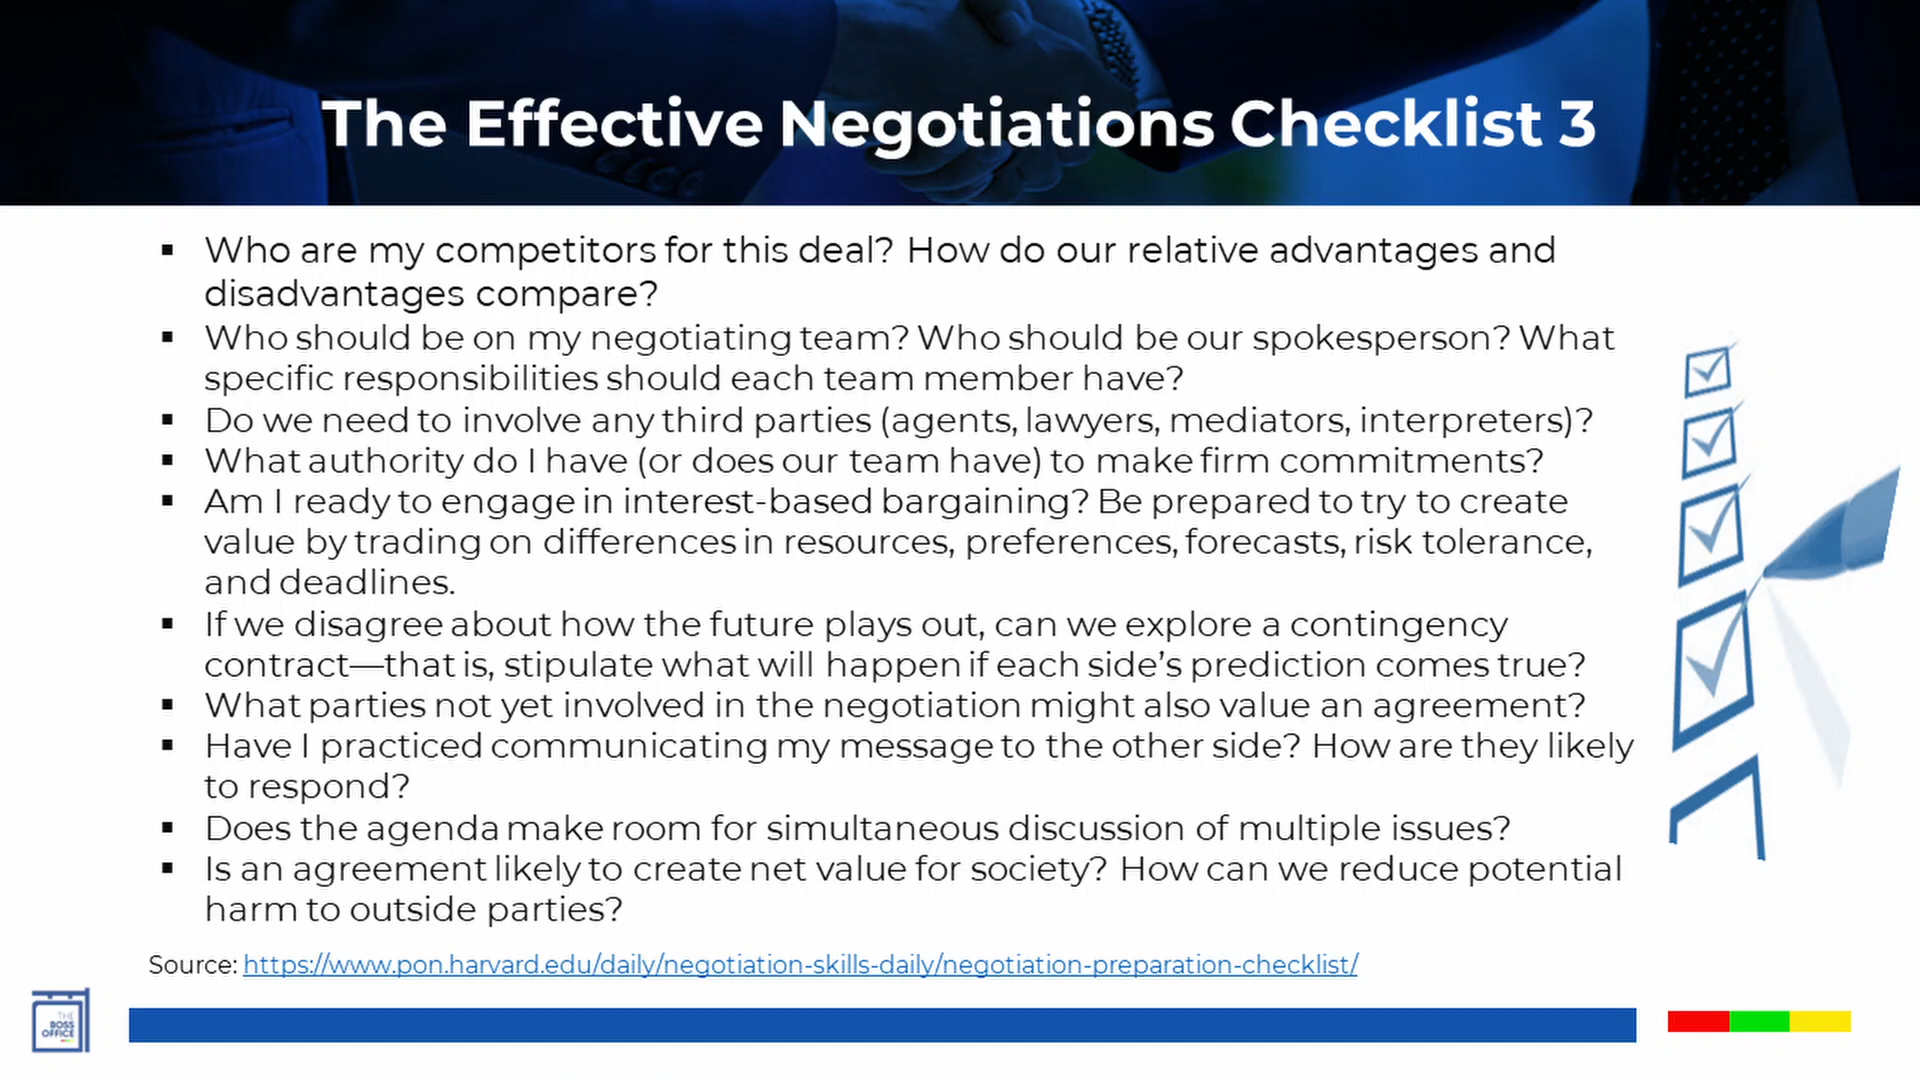 The Effective Negotiations Checklist 3
▪ Who are my competitors for this deal? How do our relative advantages and
disadvantages compare?
▪ Who should be on my negotiating team? Who should be our spokesperson? What
specific responsibilities should each team member have?
▪ Do we need to involve any third parties (agents, lawyers, mediators, interpreters)?
▪ What authority do I have (or does our team have) to make firm commitments?
▪ Am I ready to engage in interest-based bargaining? Be prepared to try to create
value by trading on differences in resources, preferences, forecasts, risk tolerance,
and deadlines.
▪ If we disagree about how the future plays out, can we explore a contingency
contract—that is, stipulate what will happen if each side’s prediction comes true?
▪ What parties not yet involved in the negotiation might also value an agreement?
▪ Have I practiced communicating my message to the other side? How are they likely
to respond?
▪ Does the agenda make room for simultaneous discussion of multiple issues?
▪ Is an agreement likely to create net value for society? How can we reduce potential
harm to outside parties?
Source: https://www.pon.harvard.edu/daily/negotiation-skills-daily/negotiation-preparation-checklist/
THE
BOSS
OFFICE